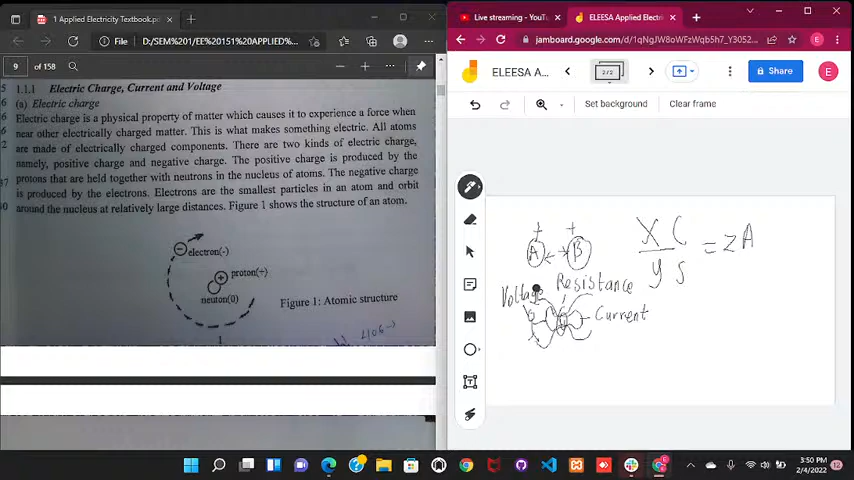 1 Applied Electricity Textbook.p
File
D:/SEM%201/EE%20151%20APPLIED%...
9 of 158
1.1.1 Electric Charge, Current and Voltage
(a) Electric charge
Electric charge is a physical property of matter which causes it to experience a force when
near other electrically charged matter. This is what makes something electric. All atoms
are made of electrically charged components. There are two kinds of electric charge,
namely, positive charge and negative charge. The positive charge is produced by the
protons that are held together with neutrons in the nucleus of atoms. The negative charge
is produced by the electrons. Electrons are the smallest particles in an atom and orbit
around the nucleus at relatively large distances. Figure 1 shows the structure of an atom.
electron(-)
proton(+)
neuton(0)
Figure 1: Atomic structure
Live streaming - YouT
ELEESA Applied Electri
jamboard.google.com/d/1qNgJW8oWFzWqb5h7_Y3052...
ELEESA A...
2/2
Share
E
Set background
Clear frame
+ +
A B
X C
y s
= z A
Voltage Resistance
Current
3:50 PM
2/4/2022
12